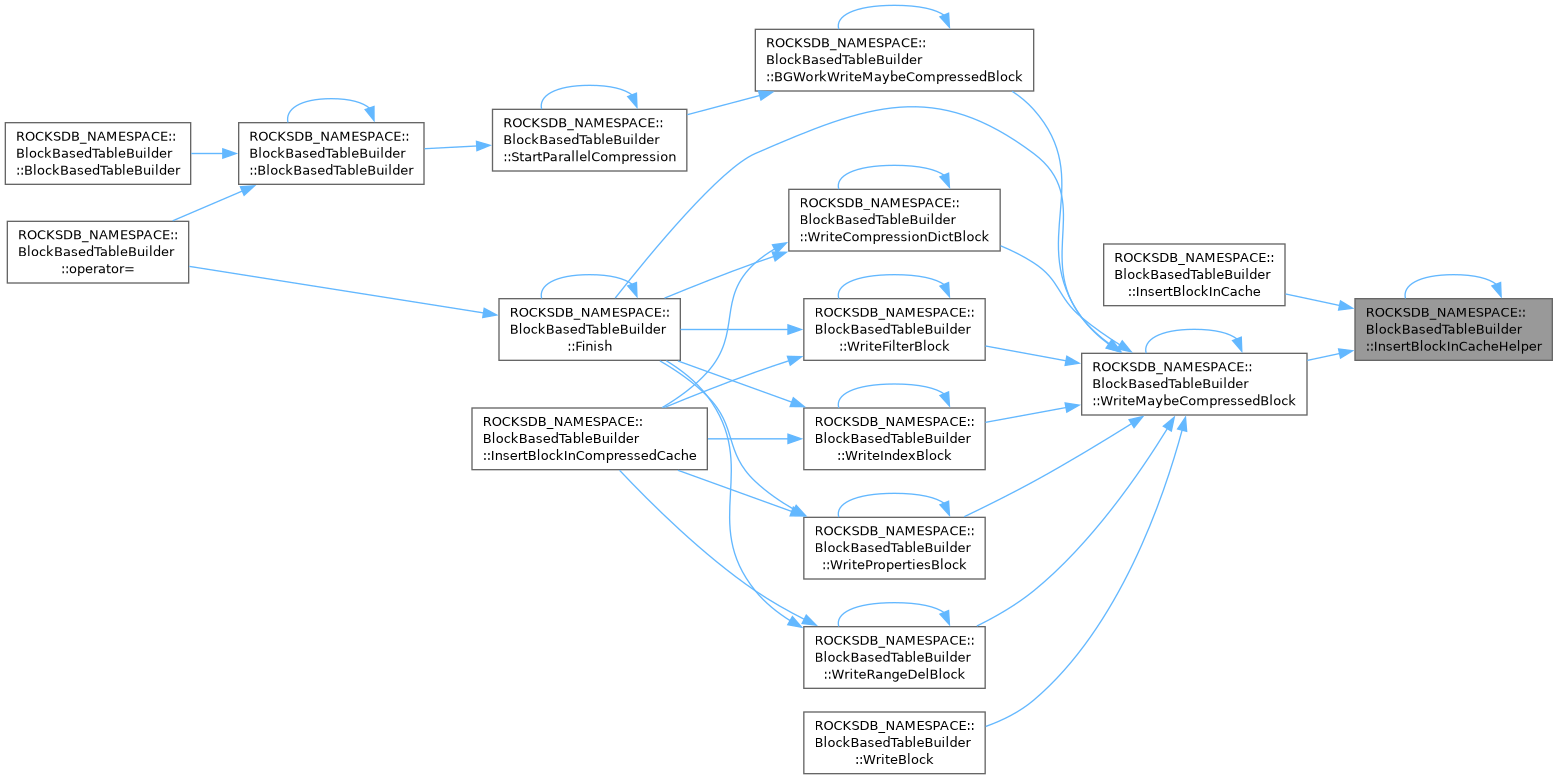 ROCKSDB_NAMESPACE::
BlockBasedTableBuilder
::BGWorkWriteMaybeCompressedBlock
ROCKSDB_NAMESPACE::
BlockBasedTableBuilder
::StartParallelCompression
ROCKSDB_NAMESPACE::
BlockBasedTableBuilder
::BlockBasedTableBuilder
ROCKSDB_NAMESPACE::
BlockBasedTableBuilder
::BlockBasedTableBuilder
ROCKSDB_NAMESPACE::
BlockBasedTableBuilder
::operator=
ROCKSDB_NAMESPACE::
BlockBasedTableBuilder
::WriteCompressionDictBlock
ROCKSDB_NAMESPACE::
BlockBasedTableBuilder
::InsertBlockInCache
ROCKSDB_NAMESPACE::
BlockBasedTableBuilder
::Finish
ROCKSDB_NAMESPACE::
BlockBasedTableBuilder
::WriteFilterBlock
ROCKSDB_NAMESPACE::
BlockBasedTableBuilder
::InsertBlockInCacheHelper
ROCKSDB_NAMESPACE::
BlockBasedTableBuilder
::WriteMaybeCompressedBlock
ROCKSDB_NAMESPACE::
BlockBasedTableBuilder
::InsertBlockInCompressedCache
ROCKSDB_NAMESPACE::
BlockBasedTableBuilder
::WriteIndexBlock
ROCKSDB_NAMESPACE::
BlockBasedTableBuilder
::WritePropertiesBlock
ROCKSDB_NAMESPACE::
BlockBasedTableBuilder
::WriteRangeDelBlock
ROCKSDB_NAMESPACE::
BlockBasedTableBuilder
::WriteBlock